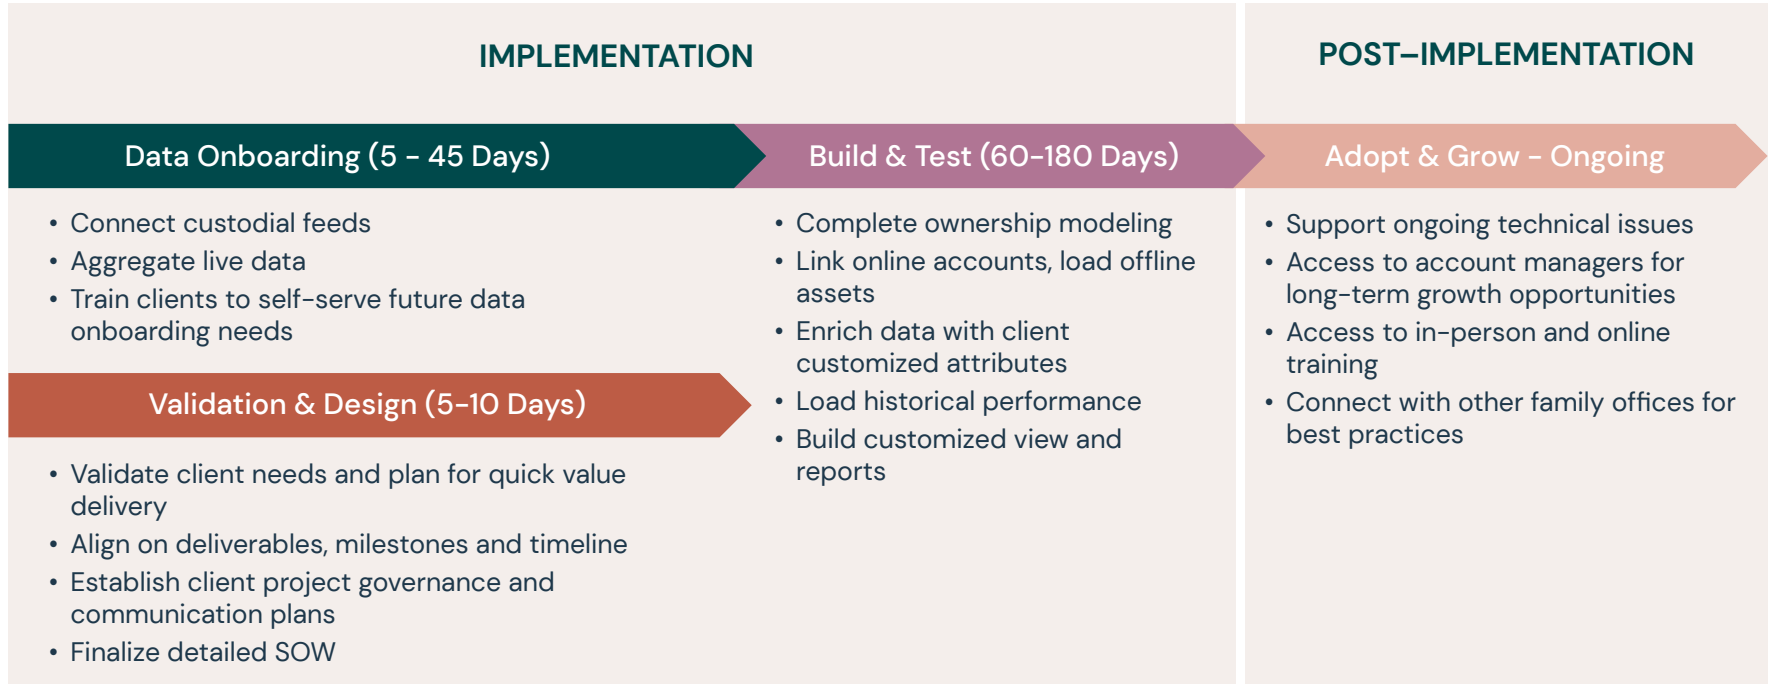 IMPLEMENTATION
POST–IMPLEMENTATION
Data Onboarding (5 - 45 Days)
• Connect custodial feeds
• Aggregate live data
• Train clients to self-serve future data
onboarding needs
Validation & Design (5-10 Days)
• Validate client needs and plan for quick value
delivery
• Align on deliverables, milestones and timeline
• Establish client project governance and
communication plans
• Finalize detailed SOW
Build & Test (60-180 Days)
• Complete ownership modeling
• Link online accounts, load offline
assets
• Enrich data with client
customized attributes
• Load historical performance
• Build customized view and
reports
Adopt & Grow - Ongoing
• Support ongoing technical issues
• Access to account managers for
long-term growth opportunities
• Access to in-person and online
training
• Connect with other family offices for
best practices